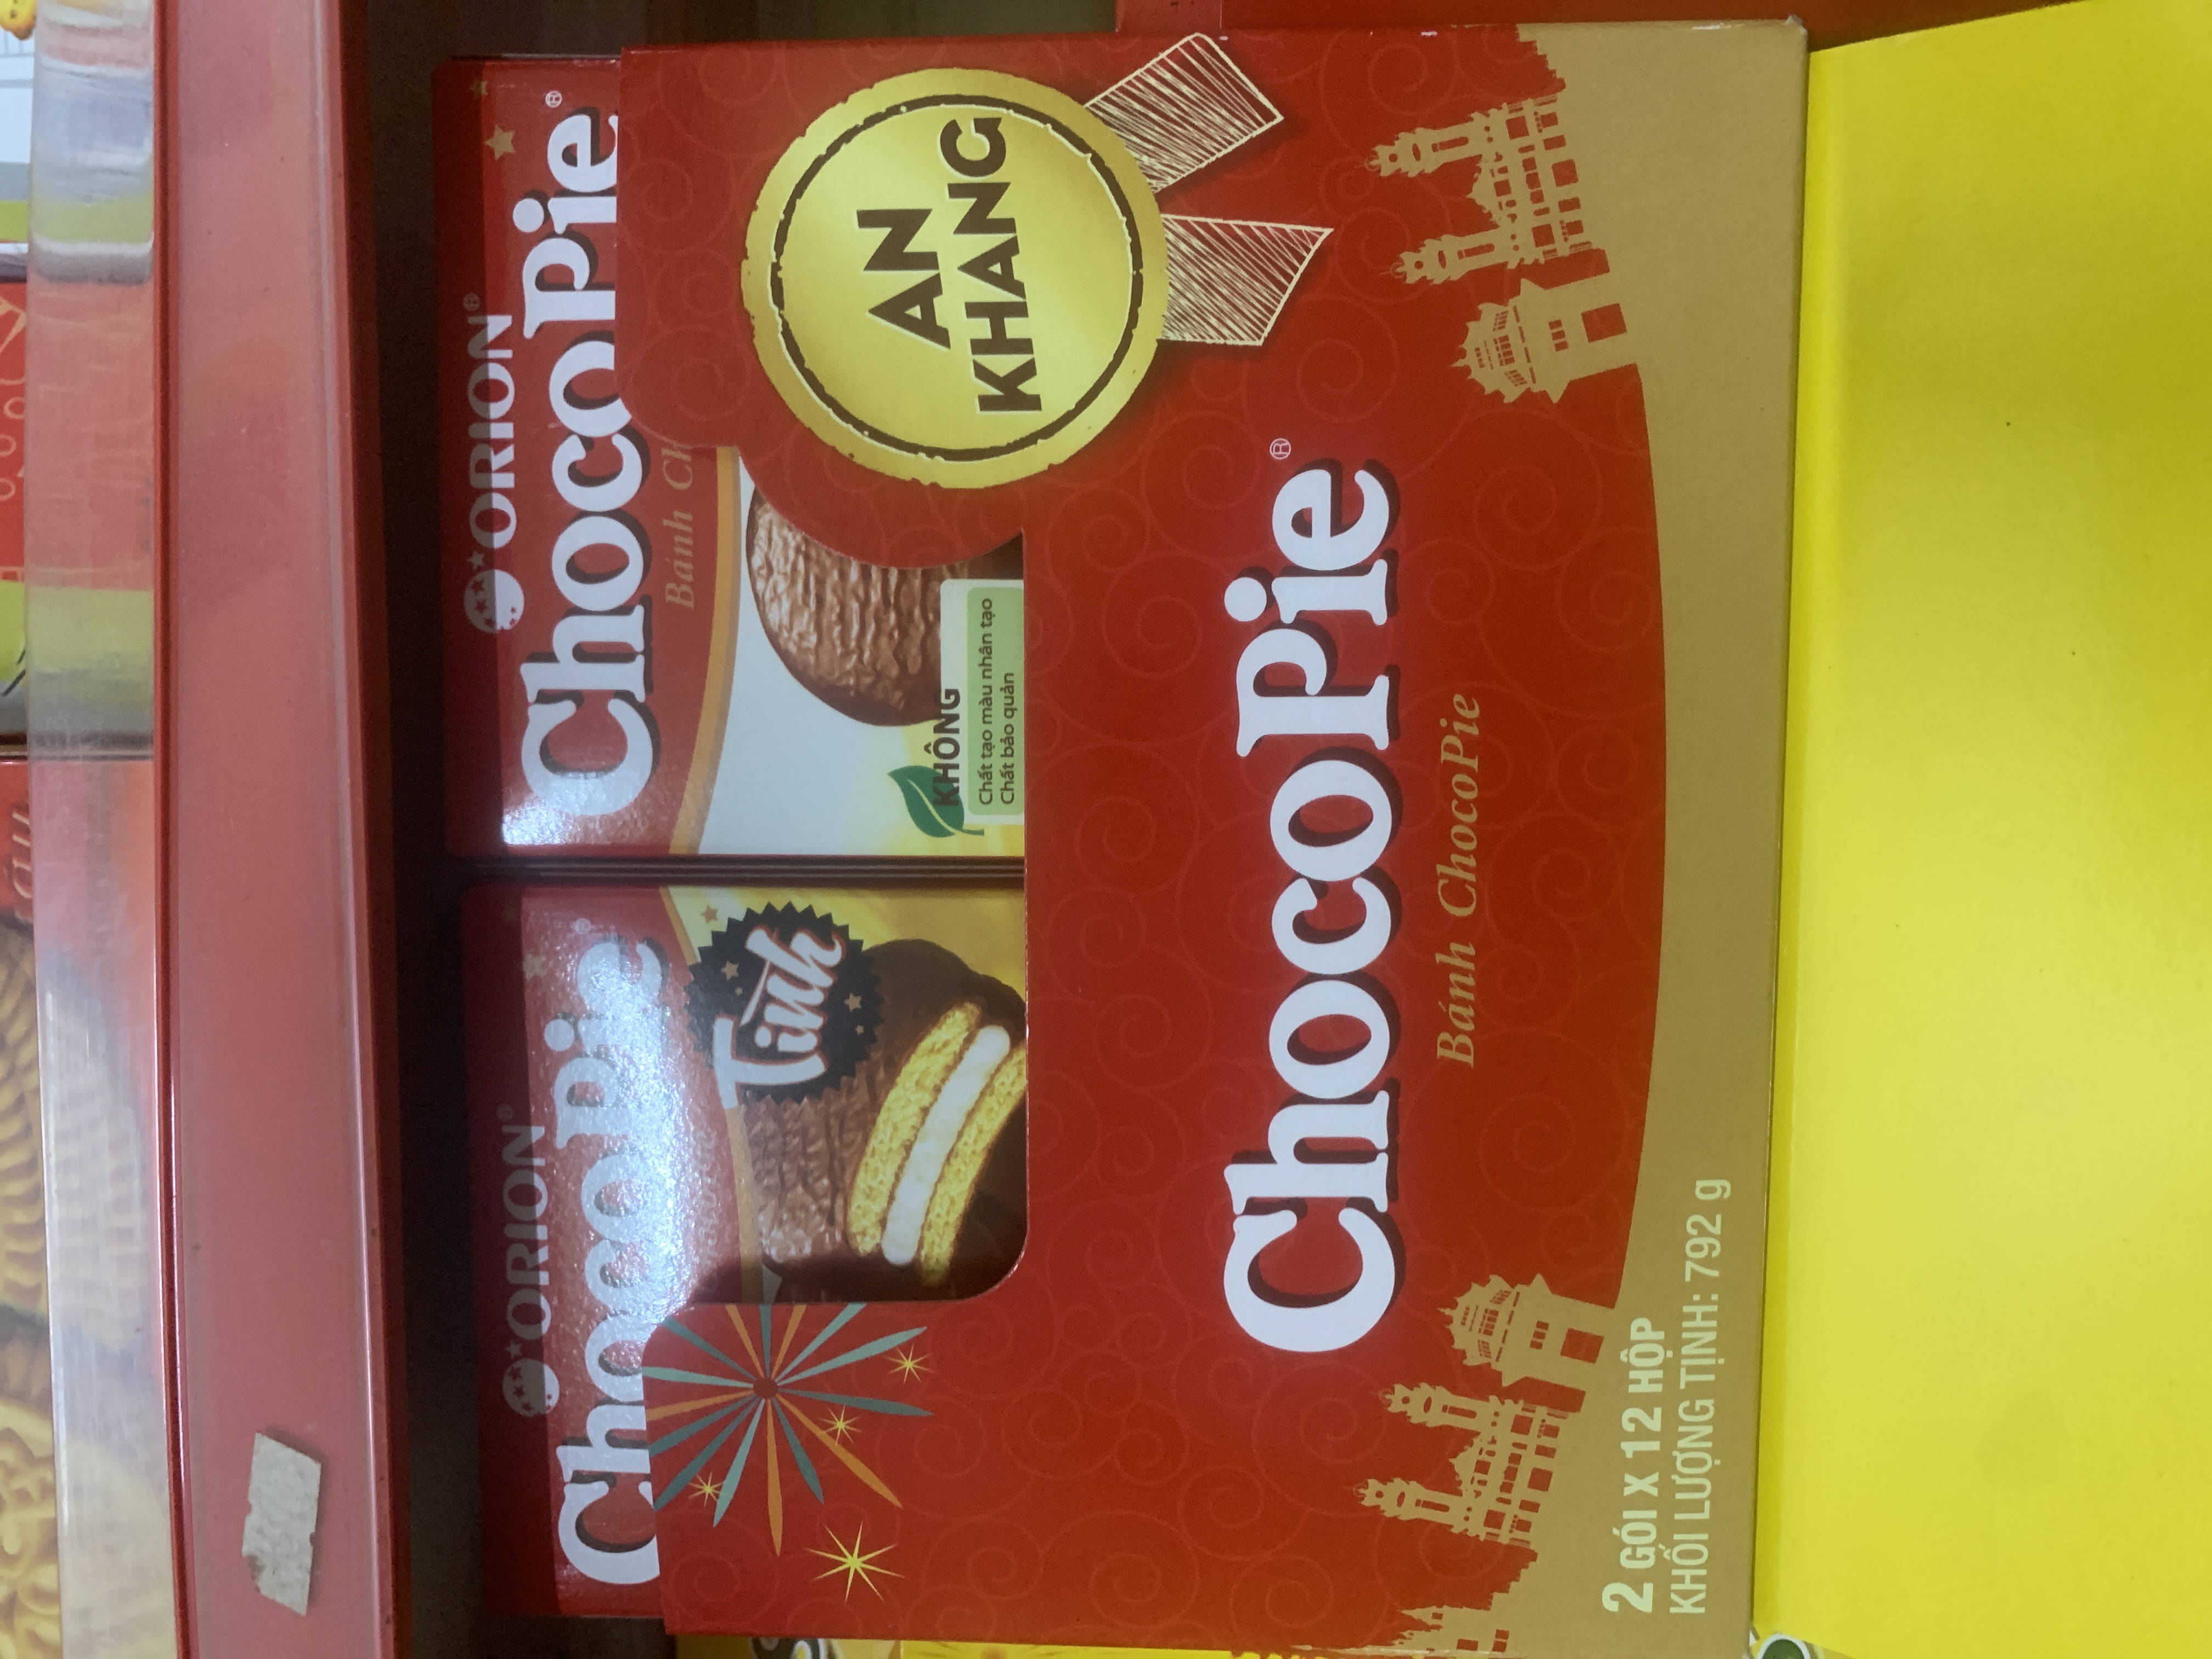 ORION®
ChocoPie®
Tình
ORION®
ChocoPie®
Bánh Ch
KHÔNG
Chất tạo màu nhân tạo
Chất bảo quản
AN
KHANG
ChocoPie®
Bánh ChocoPie
2 GÓI X 12 HỘP
KHỐI LƯỢNG TỊNH: 792 g